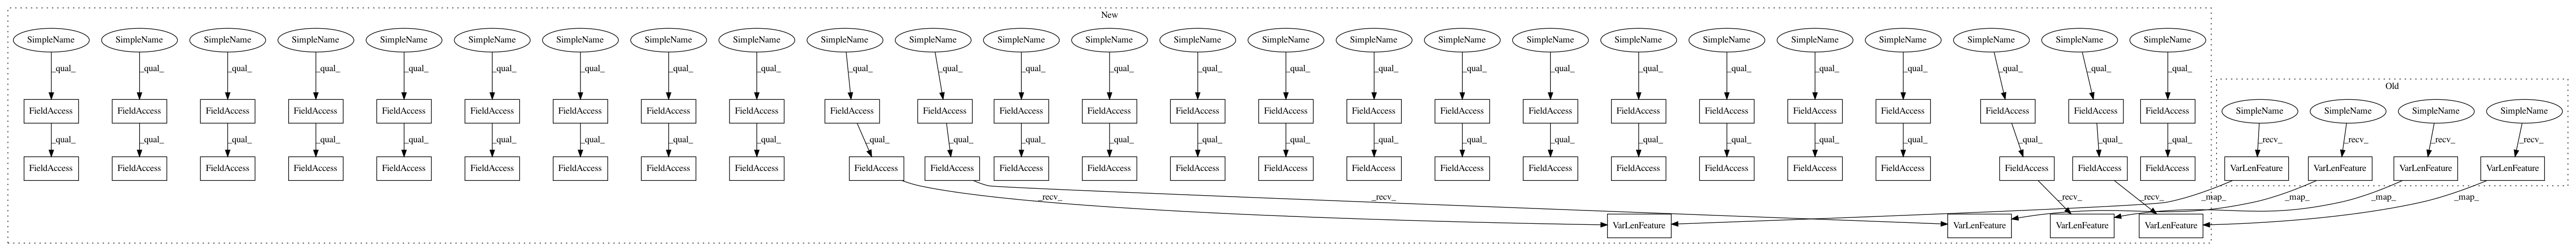 New
SimpleName SimpleName SimpleName SimpleName SimpleName SimpleName SimpleName SimpleName SimpleName SimpleName SimpleName SimpleName SimpleName SimpleName SimpleName SimpleName SimpleName SimpleName SimpleName SimpleName SimpleName SimpleName SimpleName SimpleName SimpleName
_qual_ _qual_ _qual_ _qual_ _qual_ _qual_ _qual_ _qual_ _qual_ _qual_ _qual_ _qual_ _qual_ _qual_ _qual_ _qual_ _qual_ _qual_ _qual_ _qual_ _qual_ _qual_ _qual_ _qual_ _qual_
Old
FieldAccess FieldAccess FieldAccess FieldAccess FieldAccess FieldAccess FieldAccess FieldAccess FieldAccess FieldAccess FieldAccess FieldAccess FieldAccess FieldAccess FieldAccess FieldAccess FieldAccess FieldAccess FieldAccess FieldAccess FieldAccess FieldAccess FieldAccess FieldAccess FieldAccess SimpleName SimpleName SimpleName SimpleName
_qual_ _qual_ _qual_ _qual_ _qual_ _qual_ _qual_ _qual_ _qual_ _qual_ _qual_ _qual_ _qual_ _qual_ _qual_ _qual_ _qual_ _qual_ _qual_ _qual_ _qual_ _qual_ _qual_ _qual_ _qual_ _recv_ _recv_ _recv_ _recv_
FieldAccess FieldAccess FieldAccess FieldAccess FieldAccess FieldAccess FieldAccess FieldAccess FieldAccess FieldAccess FieldAccess FieldAccess FieldAccess FieldAccess FieldAccess FieldAccess FieldAccess FieldAccess FieldAccess FieldAccess FieldAccess FieldAccess FieldAccess FieldAccess FieldAccess VarLenFeature VarLenFeature VarLenFeature VarLenFeature
_recv_ _recv_ _recv_ _recv_ _map_ _map_ _map_ _map_
VarLenFeature VarLenFeature VarLenFeature VarLenFeature